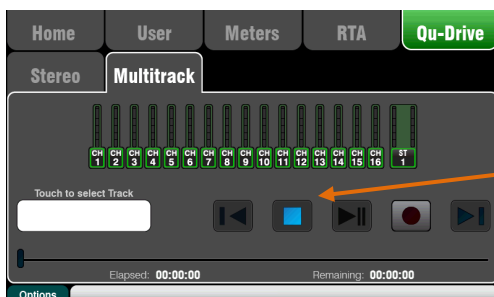 Home User Meters RTA Qu-Drive
Stereo Multitrack
CH 1 CH 2 CH 3 CH 4 CH 5 CH 6 CH 7 CH 8 CH 9 CH 10 CH 11 CH 12 CH 13 CH 14 CH 15 CH 16 ST 1
Touch to select Track
Elapsed: 00:00:00 Remaining: 00:00:00
Options